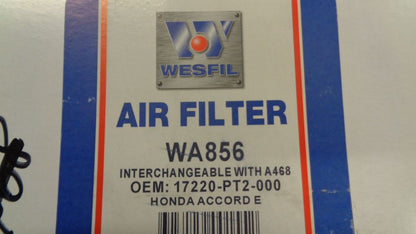 WESFIL
AIR FILTER
WA856
INTERCHANGEABLE WITH A468
OEM: 17220-PT2-000
HONDA ACCORD E